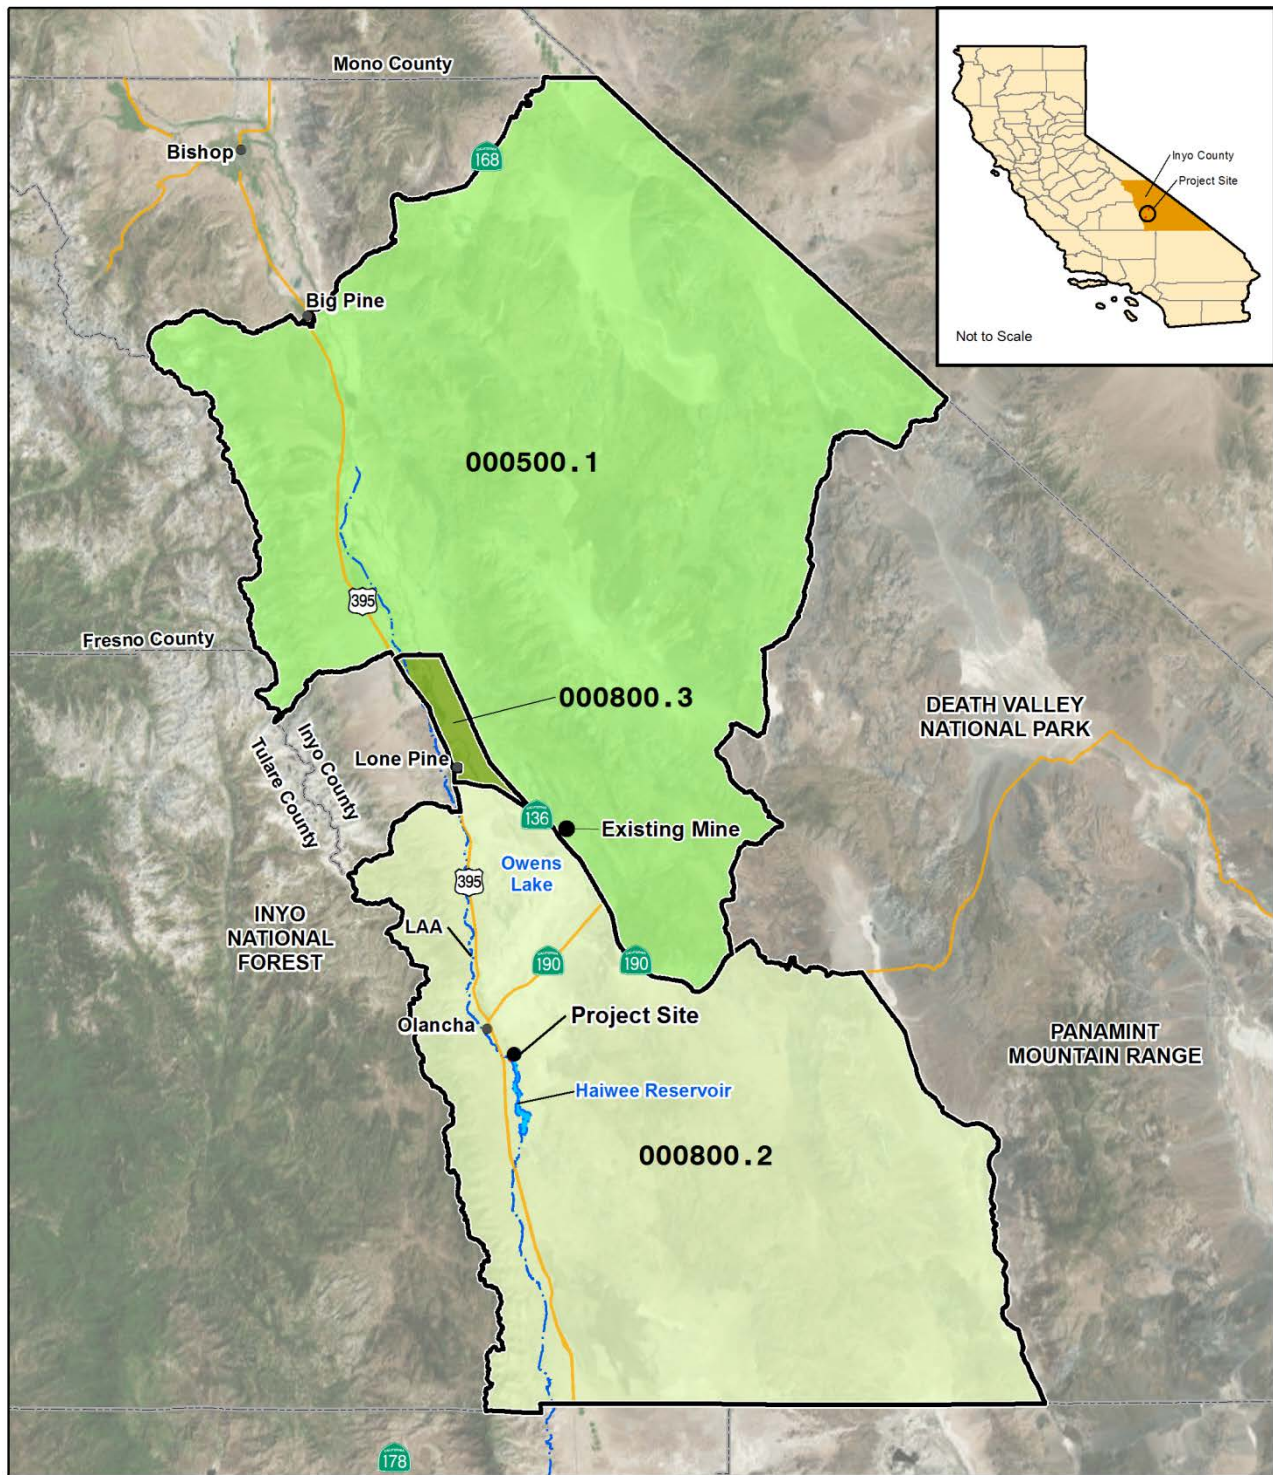 Mono County
Bishop
168
Big Pine
Inyo County
Project Site
Not to Scale
000500.1
395
Fresno County
000800.3
Inyo County
Tulare County
Lone Pine
DEATH VALLEY
NATIONAL PARK
136
Existing Mine
Owens
Lake
395
INYO
NATIONAL
FOREST
LAA
190
190
Olancha
Project Site
PANAMINT
MOUNTAIN RANGE
Haiwee Reservoir
000800.2
178